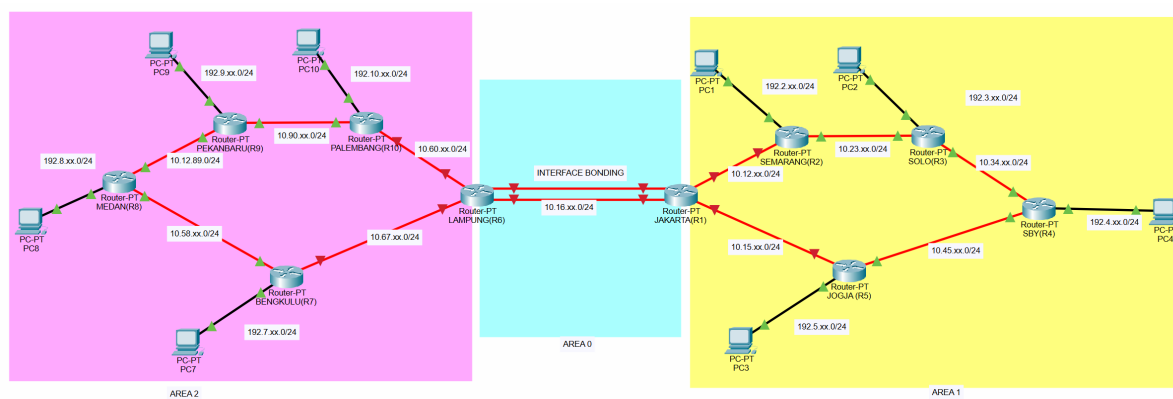 PC-PT
PC9
192.9.xx.0/24
PC-PT
PC10
192.10.xx.0/24
Router-PT
PEKANBARU(R9)
10.90.xx.0/24
Router-PT
PALEMBANG(R10)
10.60.xx.0/24
192.8.xx.0/24
10.12.89.0/24
Router-PT
MEDAN(R8)
PC-PT
PC8
10.58.xx.0/24
10.67.xx.0/24
Router-PT
LAMPUNG(R6)
Router-PT
BENGKULU(R7)
192.7.xx.0/24
PC-PT
PC7
AREA 2
INTERFACE BONDING
10.16.xx.0/24
AREA 0
PC-PT
PC1
192.2.xx.0/24
PC-PT
PC2
192.3.xx.0/24
Router-PT
SEMARANG(R2)
10.23.xx.0/24
Router-PT
SOLO(R3)
10.12.xx.0/24
10.34.xx.0/24
Router-PT
JAKARTA(R1)
Router-PT
SBY(R4)
192.4.xx.0/24
PC-PT
PC4
10.15.xx.0/24
10.45.xx.0/24
Router-PT
JOGJA (R5)
192.5.xx.0/24
PC-PT
PC3
AREA 1